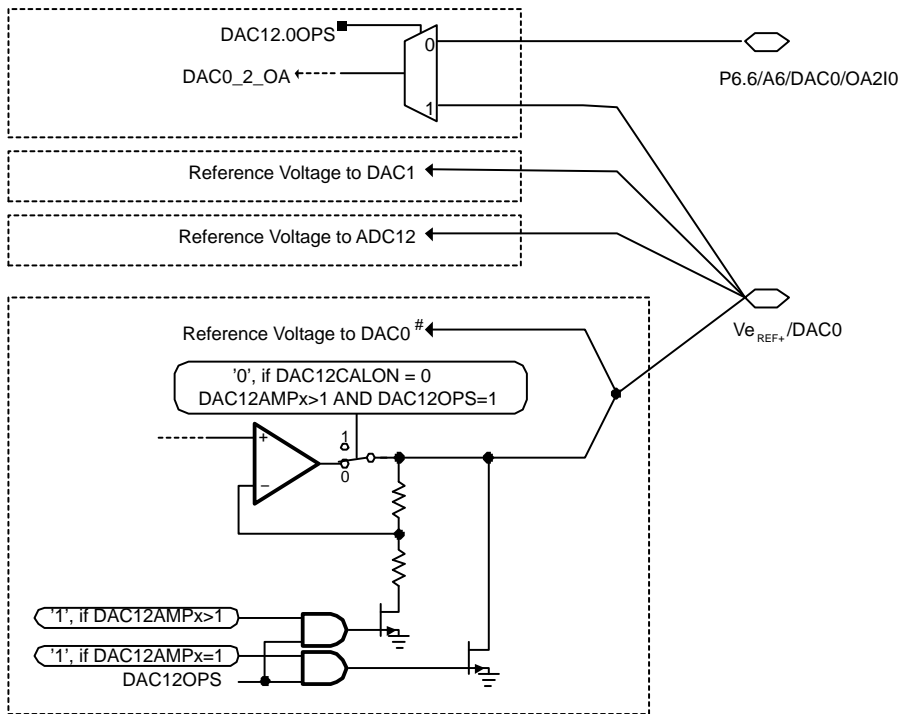 DAC12.0OPS
0
DAC0_2_OA
P6.6/A6/DAC0/OA2I0
1
Reference Voltage to DAC1
Reference Voltage to ADC12
Reference Voltage to DAC0 #
VeREF+/DAC0
'0', if DAC12CALON = 0
DAC12AMPx>1 AND DAC12OPS=1
+
1
0
−
'1', if DAC12AMPx>1
'1', if DAC12AMPx=1
DAC12OPS